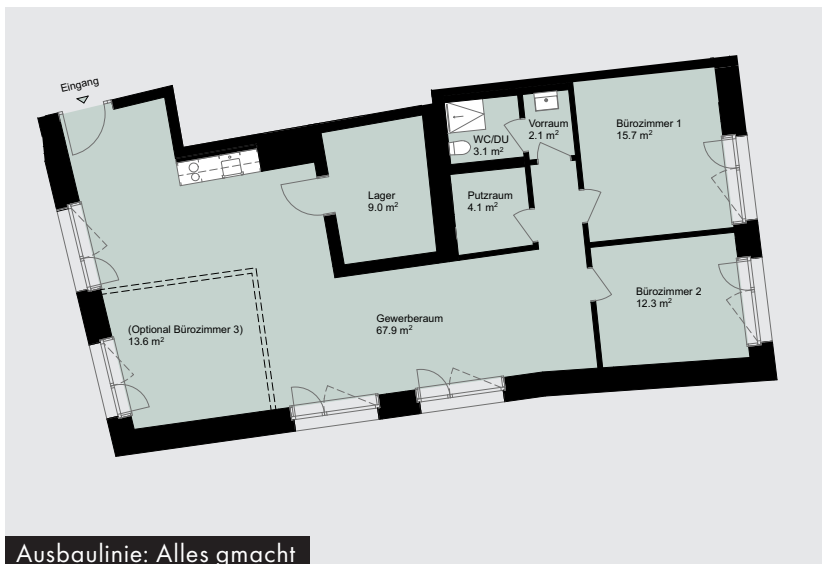 Eingang
WC/DU
3.1 m²
Vorraum
2.1 m²
Bürozimmer 1
15.7 m²
Lager
9.0 m²
Putzraum
4.1 m²
Bürozimmer 2
12.3 m²
Gewerberaum
67.9 m²
(Optional Bürozimmer 3)
13.6 m²
Ausbaulinie: Alles gmacht